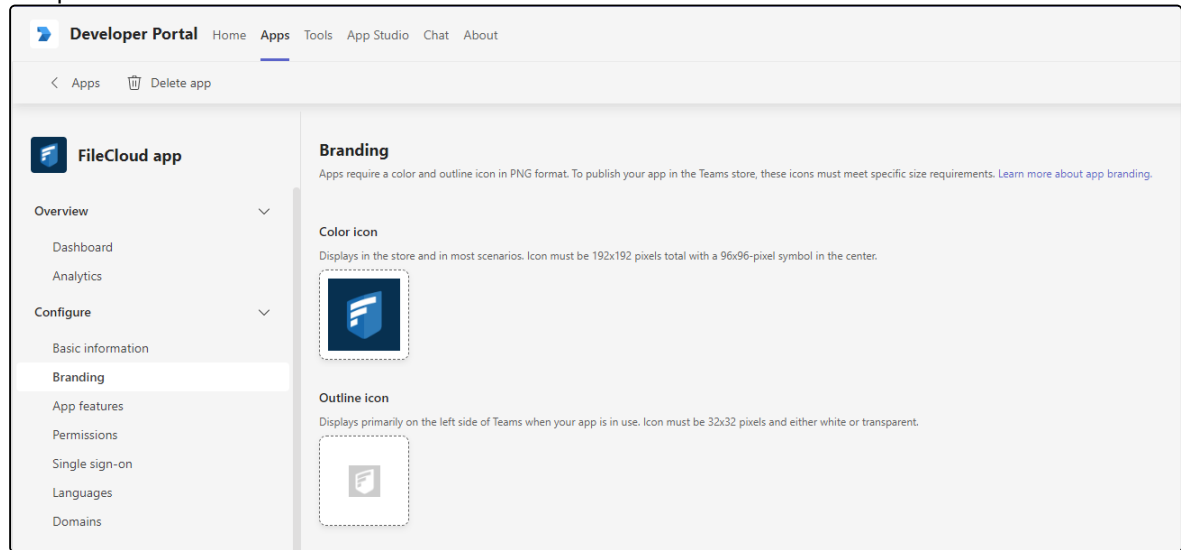 Developer Portal Home Apps Tools App Studio Chat About
Apps Delete app
FileCloud app
Overview
Dashboard
Analytics
Configure
Basic information
Branding
App features
Permissions
Single sign-on
Languages
Domains
Branding
Apps require a color and outline icon in PNG format. To publish your app in the Teams store, these icons must meet specific size requirements. Learn more about app branding.
Color icon
Displays in the store and in most scenarios. Icon must be 192x192 pixels total with a 96x96-pixel symbol in the center.
Outline icon
Displays primarily on the left side of Teams when your app is in use. Icon must be 32x32 pixels and either white or transparent.